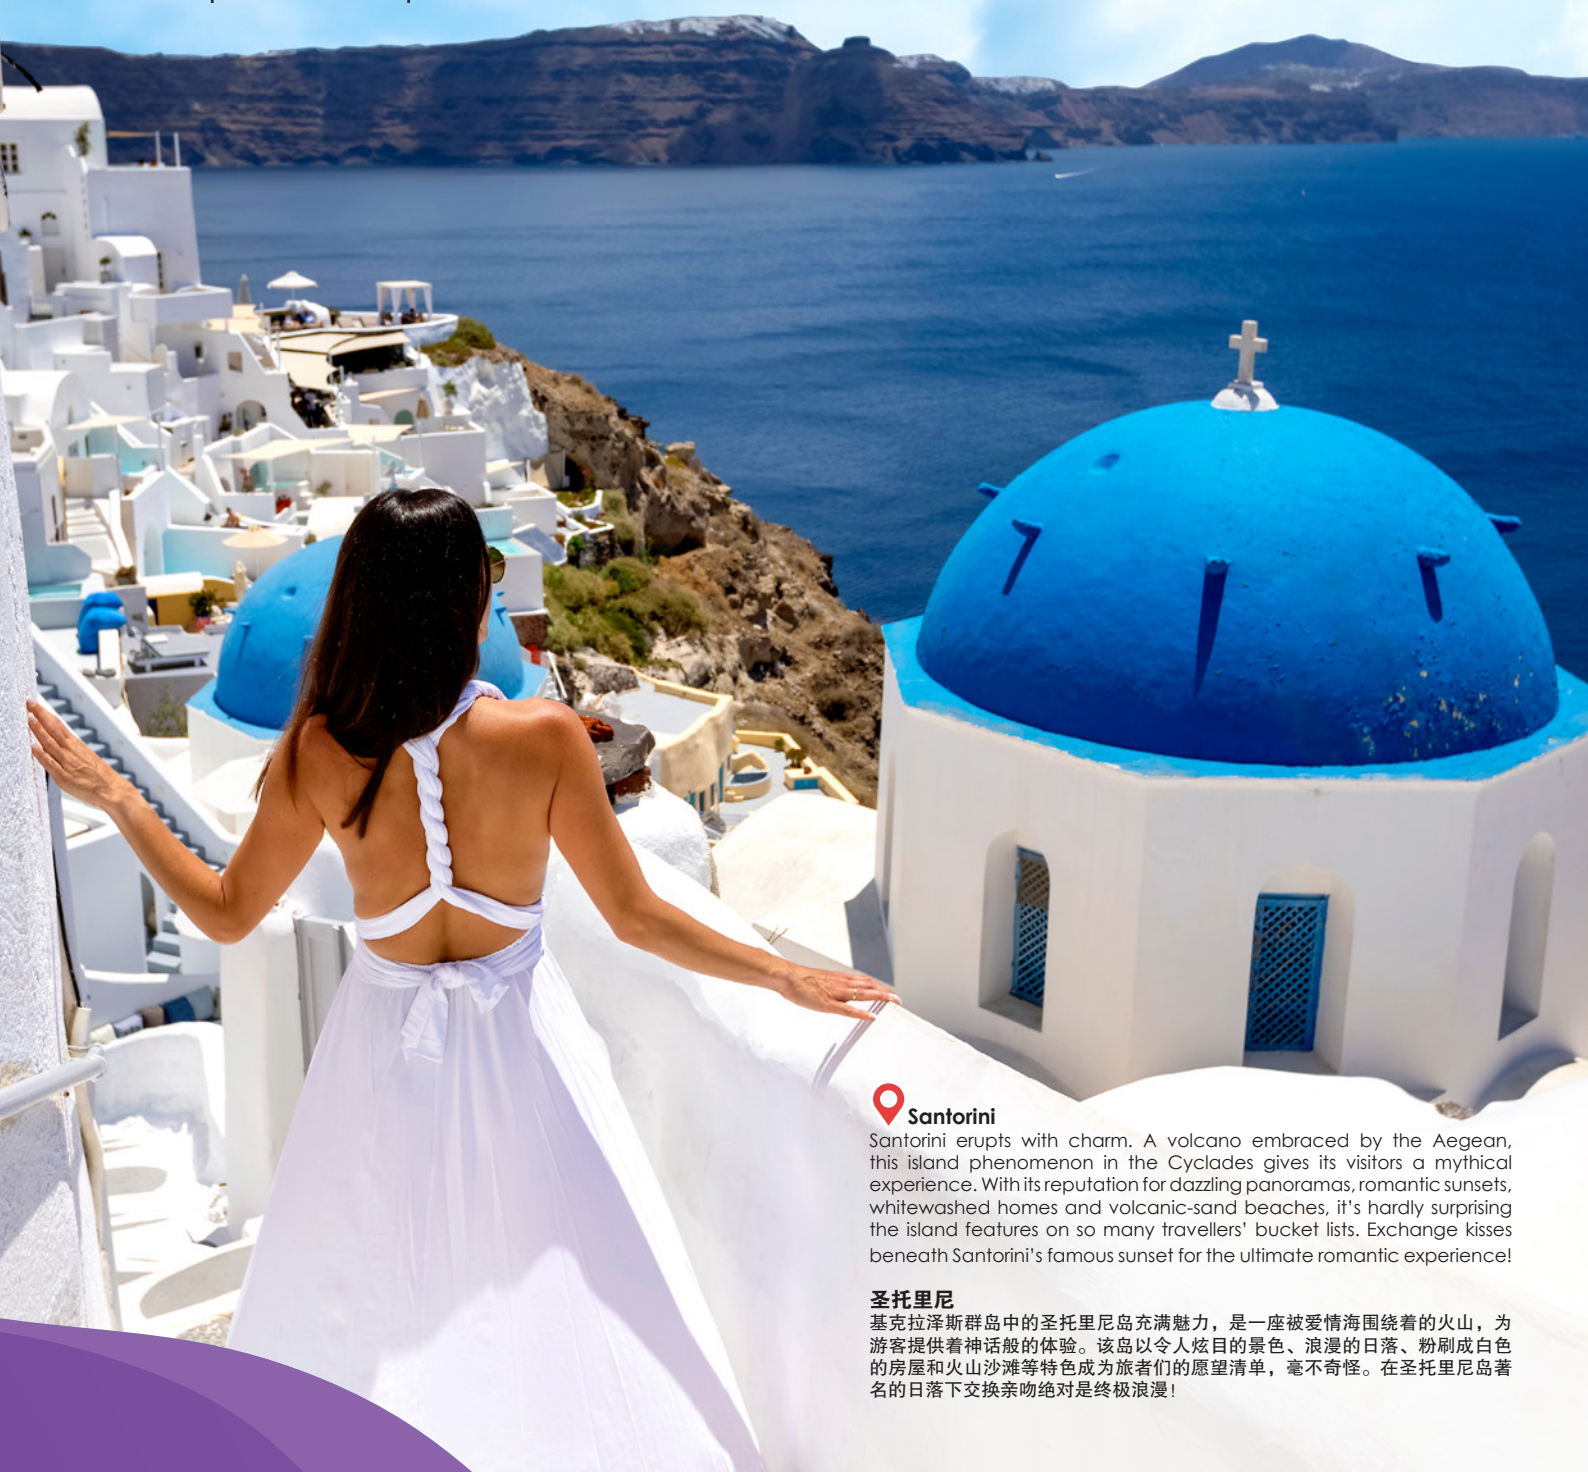 Santorini
Santorini erupts with charm. A volcano embraced by the Aegean,
this island phenomenon in the Cyclades gives its visitors a mythical
experience. With its reputation for dazzling panoramas, romantic sunsets,
whitewashed homes and volcanic-sand beaches, it's hardly surprising
the island features on so many travellers' bucket lists. Exchange kisses
beneath Santorini's famous sunset for the ultimate romantic experience!
圣托里尼
基克拉泽斯群岛中的圣托里尼岛充满魅力，是一座被爱情海围绕着的火山，为
游客提供着神话般的体验。该岛以令人炫目的景色、浪漫的日落、粉刷成白色
的房屋和火山沙滩等特色成为旅者们的愿望清单，毫不奇怪。在圣托里尼岛著
名的日落下交换亲吻绝对是终极浪漫！